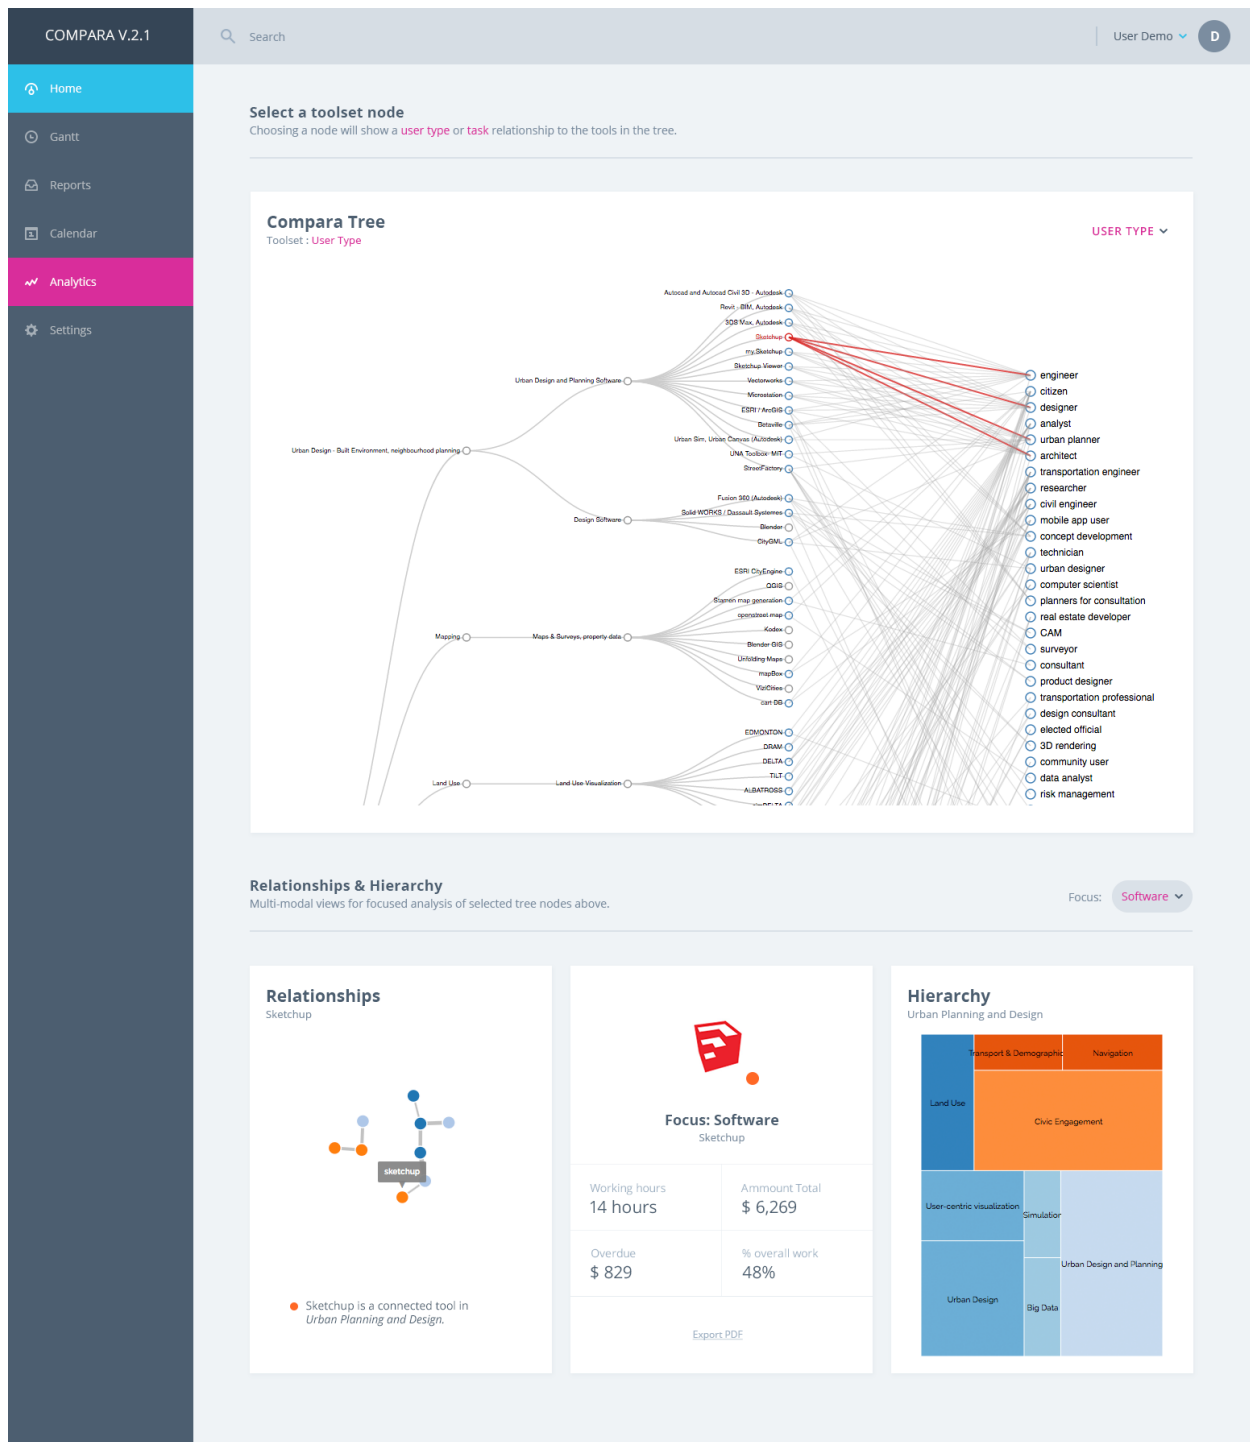 COMPARA V.2.1
Search
User Demo
D
Home
Gantt
Reports
Calendar
Analytics
Settings
Select a toolset node
Choosing a node will show a user type or task relationship to the tools in the tree.
Compara Tree
Toolset : User Type
USER TYPE
Autocad and Autocad Civil 3D - Autodesk
Revit - BIM, Autodesk
3DS Max, Autodesk
Sketchup
my.Sketchup
Sketchup Viewer
Vectorworks
Microstation
ESRI / ArcGIS
Betaville
Urban Sim, Urban Canvas (Autodesk)
UNA Toolbox- MIT
StreetFactory
Urban Design and Planning Software
Urban Design - Built Environment, neighbourhood planning
Fusion 360 (Autodesk)
Solid WORKS / Dassault Systemes
Blender
CityGML
Design Software
ESRI CityEngine
QGIS
Stamen map generation
openstreet map
Kodex
Blender GIS
Unfolding Maps
mapBox
ViziCities
cart DB
Mapping
Maps & Surveys, property data
EDMONTON
DRAW
DELTA
TILT
ALBATROSS
Land Use
Land Use Visualization
engineer
citizen
designer
analyst
urban planner
architect
transportation engineer
researcher
civil engineer
mobile app user
concept development
technician
urban designer
computer scientist
planners for consultation
real estate developer
CAM
surveyor
consultant
product designer
transportation professional
design consultant
elected official
3D rendering
community user
data analyst
risk management
Relationships & Hierarchy
Multi-modal views for focused analysis of selected tree nodes above.
Focus:
Software
Relationships
Sketchup
sketchup
Sketchup is a connected tool in
Urban Planning and Design.
Focus: Software
Sketchup
Working hours
14 hours
Ammount Total
$ 6,269
Overdue
$ 829
% overall work
48%
Export PDF
Hierarchy
Urban Planning and Design
Land Use
Transport & Demographic
Navigation
Civic Engagement
User-centric visualization
Simulation
Urban Design and Planning
Urban Design
Big Data